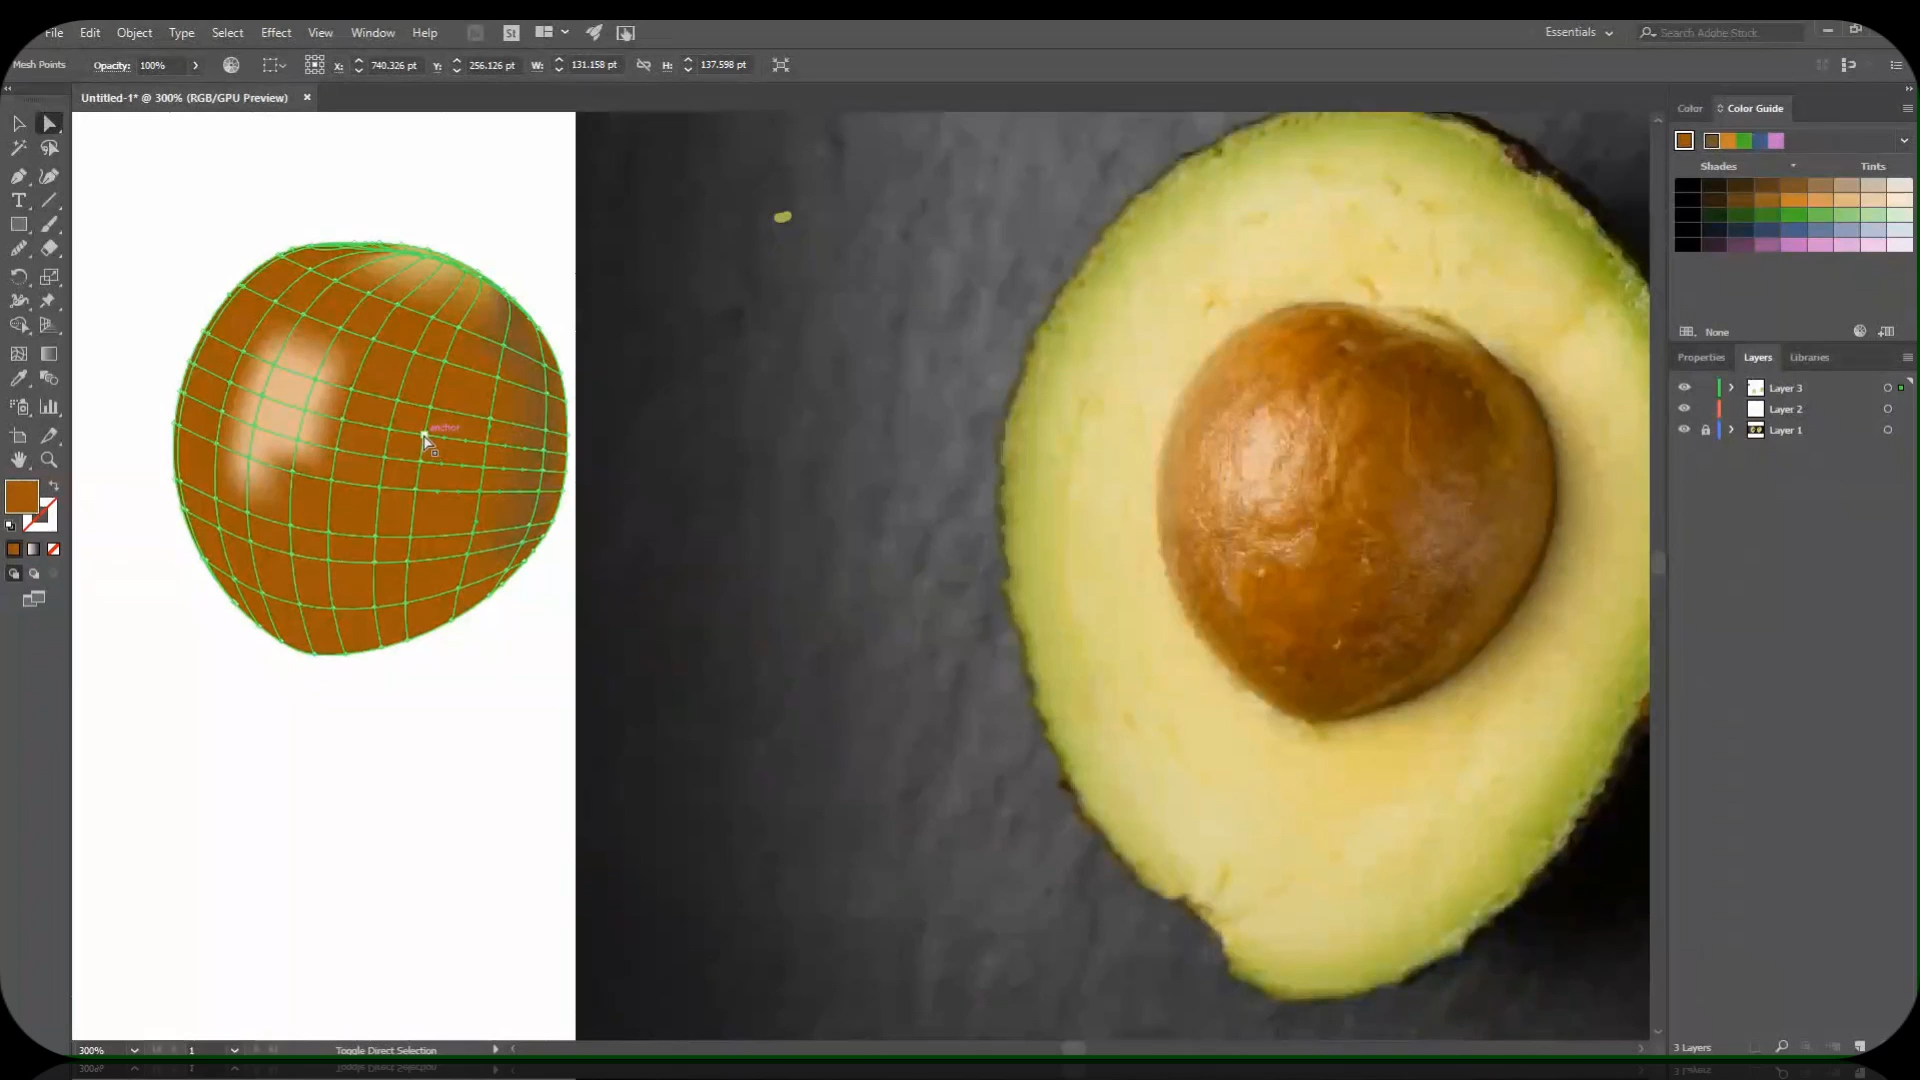 File Edit Object Type Select Effect View Window Help St Essentials Search Adobe Stock
Mesh Points Opacity: 100% X: 740.326 pt Y: 256.126 pt W: 131.158 pt H: 137.598 pt
Untitled-1* @ 300% (RGB/GPU Preview) ×
Color Color Guide
Shades Tints
None
Properties Layers Libraries
Layer 3
Layer 2
Layer 1
anchor
300% 1 Toggle Direct Selection
3 Layers